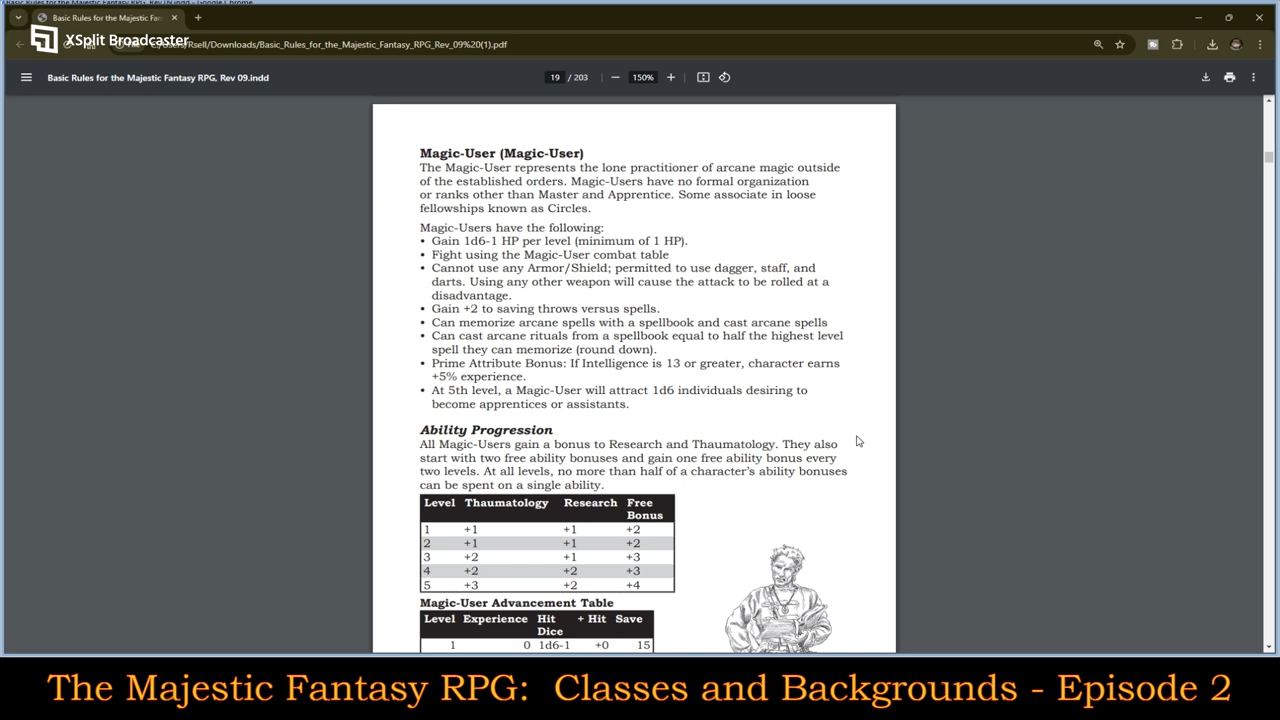 Basic Rules for the Majestic Fan
XSplit Broadcaster
/Users/Rsell/Downloads/Basic_Rules_for_the_Majestic_Fantasy_RPG_Rev_09%20(1).pdf
Basic Rules for the Majestic Fantasy RPG, Rev 09.indd
19 / 203
150%
Magic-User (Magic-User)
The Magic-User represents the lone practitioner of arcane magic outside
of the established orders. Magic-Users have no formal organization
or ranks other than Master and Apprentice. Some associate in loose
fellowships known as Circles.
Magic-Users have the following:
• Gain 1d6-1 HP per level (minimum of 1 HP).
• Fight using the Magic-User combat table
• Cannot use any Armor/Shield; permitted to use dagger, staff, and
darts. Using any other weapon will cause the attack to be rolled at a
disadvantage.
• Gain +2 to saving throws versus spells.
• Can memorize arcane spells with a spellbook and cast arcane spells
• Can cast arcane rituals from a spellbook equal to half the highest level
spell they can memorize (round down).
• Prime Attribute Bonus: If Intelligence is 13 or greater, character earns
+5% experience.
• At 5th level, a Magic-User will attract 1d6 individuals desiring to
become apprentices or assistants.
Ability Progression
All Magic-Users gain a bonus to Research and Thaumatology. They also
start with two free ability bonuses and gain one free ability bonus every
two levels. At all levels, no more than half of a character's ability bonuses
can be spent on a single ability.
Level Thaumatology Research Free
Bonus
1 +1 +1 +2
2 +1 +1 +2
3 +2 +1 +3
4 +2 +2 +3
5 +3 +2 +4
Magic-User Advancement Table
Level Experience Hit + Hit Save
Dice
1 0 1d6-1 +0 15
The Majestic Fantasy RPG: Classes and Backgrounds - Episode 2